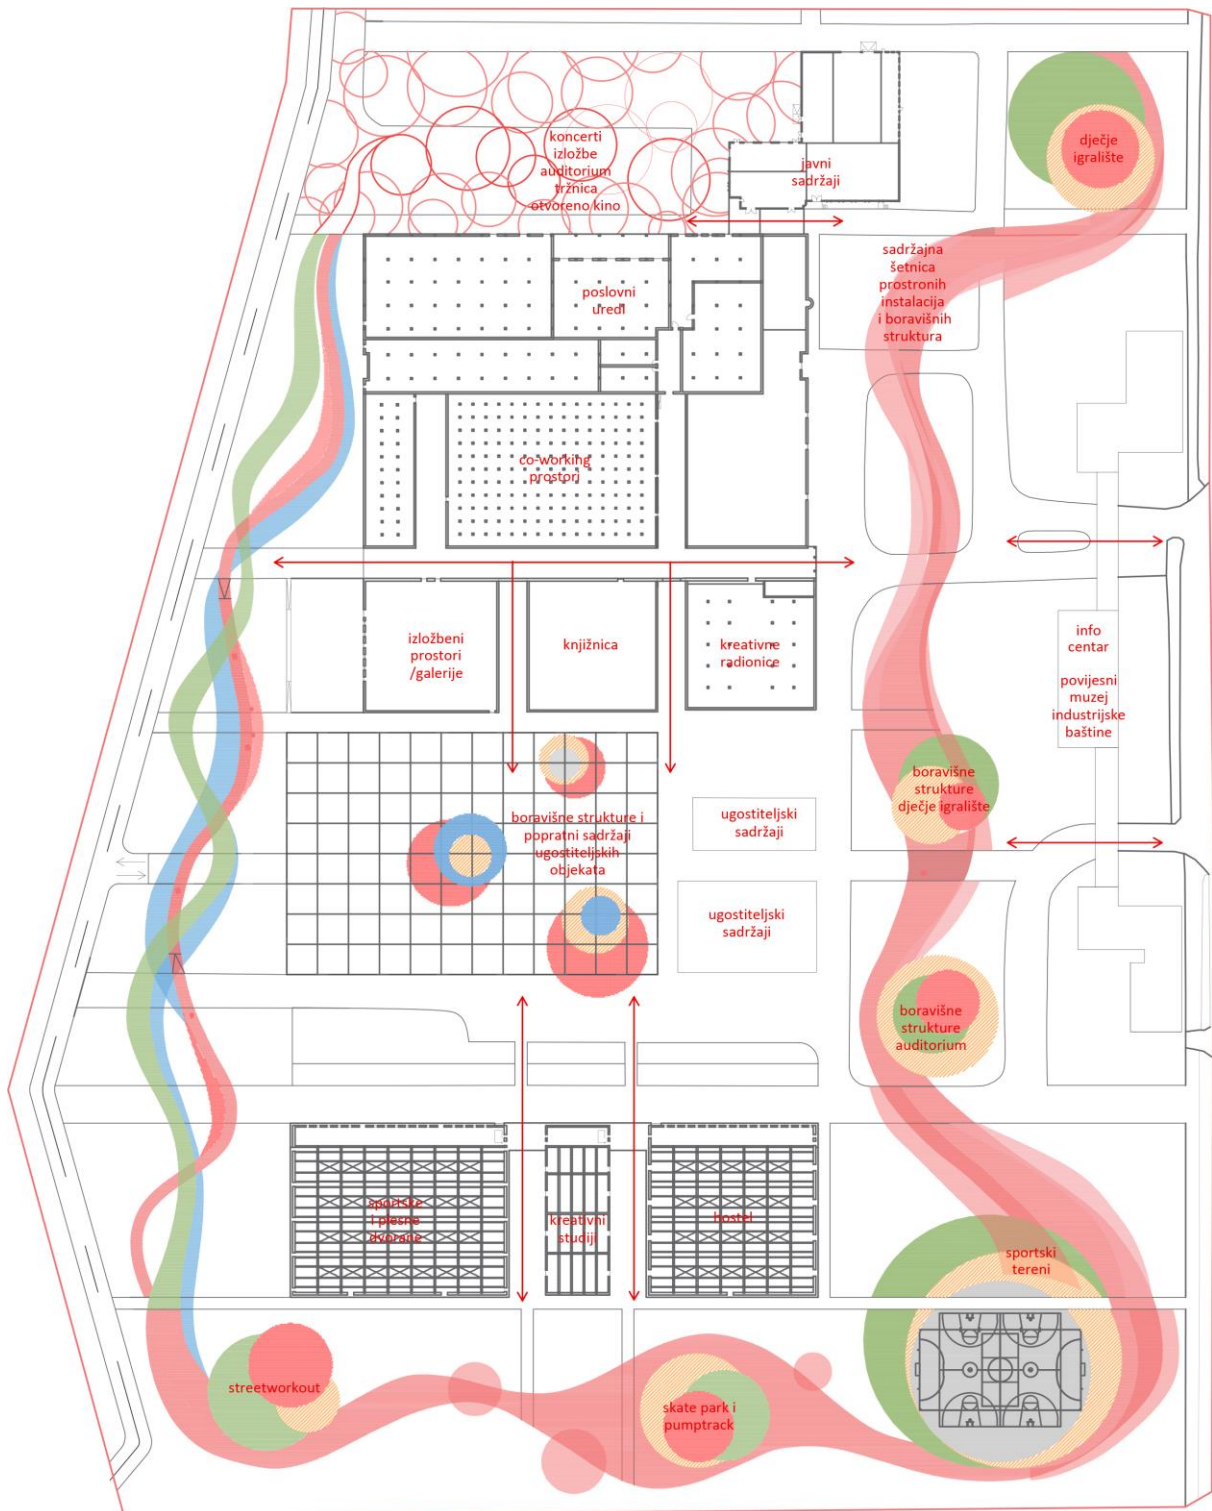 dječje
igralište
koncerti
izložbe
auditorium
tržnica
otvoreno kino
javni
sadržaji
sadržajna
šetnica
prostronih
instalacija
i boravišnih
struktura
poslovni
uredi
co-working
prostori
izložbeni
prostori
/galerije
knjižnica
kreativne
radionice
info
centar
povijesni
muzej
industrijske
baštine
boravišne
strukture
dječje igralište
boravišne strukture i
popratni sadržaji
ugostiteljskih
objekata
ugostiteljski
sadržaji
ugostiteljski
sadržaji
boravišne
strukture
auditorium
sportske
i plesne
dvorane
kreativni
studiji
hostel
sportski
tereni
streetworkout
skate park i
pumptrack